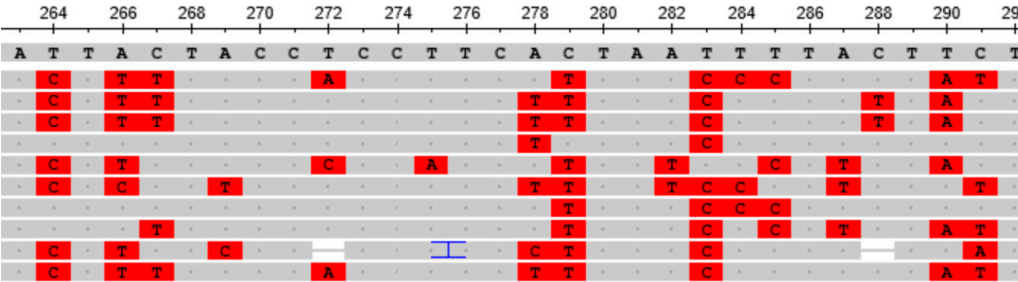 264 266 268 270 272 274 276 278 280 282 284 286 288 290
A T T A C T A C C T C C T T C A C T A A T T T T A C T T C T
C T T A T C C C A T
C T T T T C T A
C T T T T C T A
T C
C T C A T T C T A
C C T T T T C C T T
T C C C
T T C C T A T
C T C C T C A
C T T A T T C A T